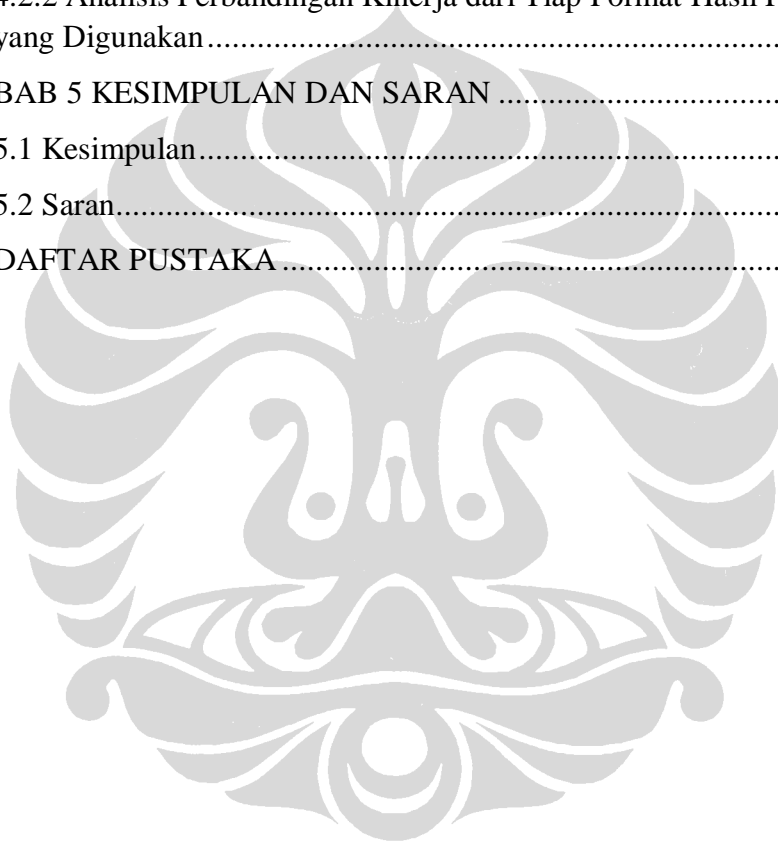 4.2.2 Analisis Perbandingan Kinerja dari Tiap Format Hasil
yang Digunakan ..........................................................................
BAB 5 KESIMPULAN DAN SARAN ....................................
5.1 Kesimpulan ..........................................................................
5.2 Saran ....................................................................................
DAFTAR PUSTAKA ................................................................